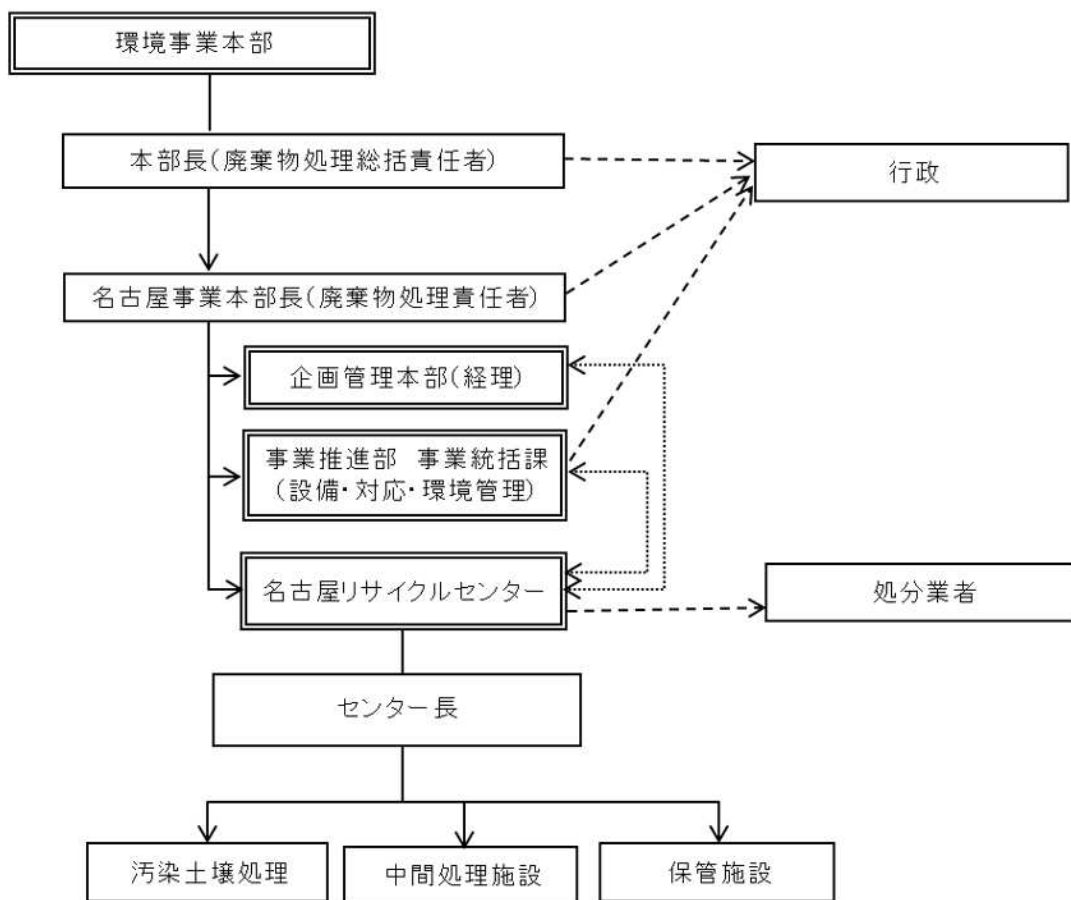 環境事業本部
本部長(廃棄物処理総括責任者)
行政
名古屋事業本部長(廃棄物処理責任者)
企画管理本部(経理)
事業推進部 事業統括課
(設備・対応・環境管理)
名古屋リサイクルセンター
処分業者
センター長
汚染土壌処理
中間処理施設
保管施設